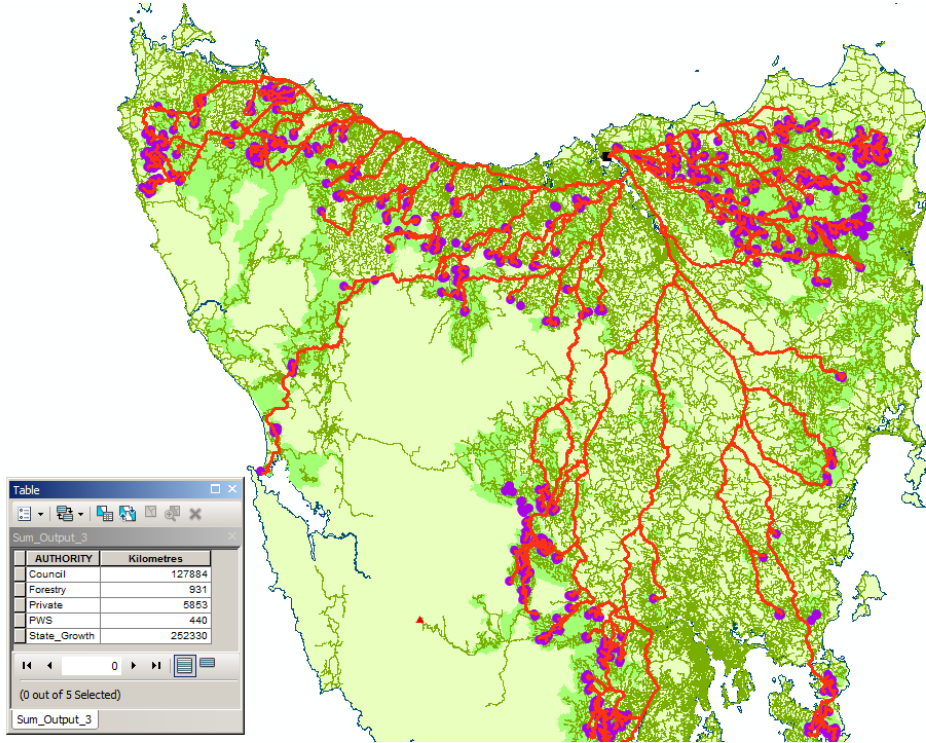 Table
Sum_Output_3
AUTHORITY Kilometres
Council 127884
Forestry 931
Private 5853
PWS 440
State_Growth 252330
0
(0 out of 5 Selected)
Sum_Output_3